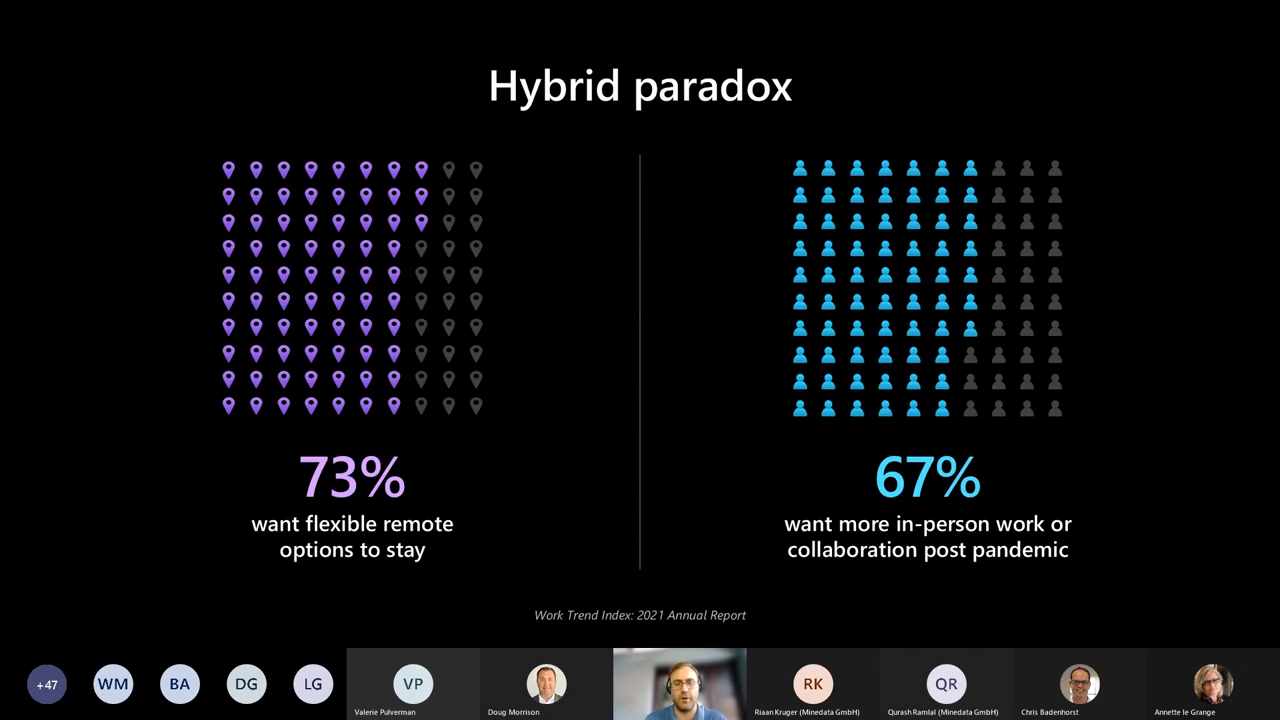 Hybrid paradox
73%
want flexible remote
options to stay
67%
want more in-person work or
collaboration post pandemic
Work Trend Index: 2021 Annual Report
+47
WM
BA
DG
LG
VP
Valerie Pulverman
Doug Morrison
RK
Riaan Kruger (Minedata GmbH)
QR
Qurash Ramlal (Minedata GmbH)
Chris Badenhorst
Annette le Grange